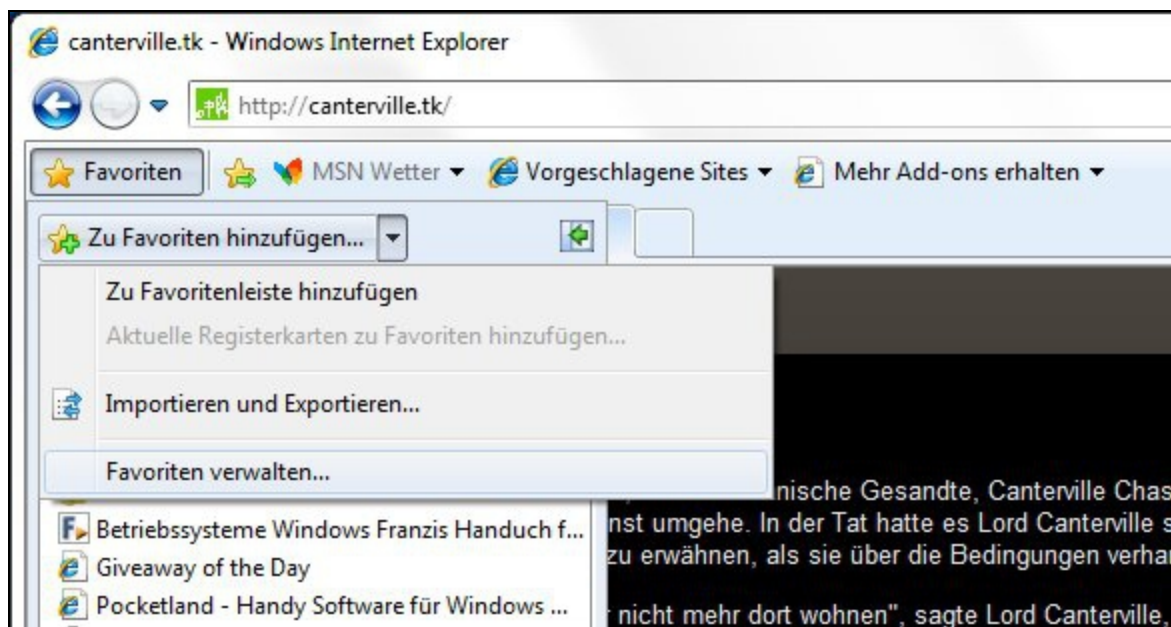 canterville.tk - Windows Internet Explorer
http://canterville.tk/
Favoriten MSN Wetter Vorgeschlagene Sites Mehr Add-ons erhalten
Zu Favoriten hinzufügen...
Zu Favoritenleiste hinzufügen
Aktuelle Registerkarten zu Favoriten hinzufügen...
Importieren und Exportieren...
Favoriten verwalten...
Betriebssysteme Windows Franzis Handuch f...
Giveaway of the Day
Pocketland - Handy Software für Windows ...
nische Gesandte, Canterville Chas
nst umgehe. In der Tat hatte es Lord Canterville s
zu erwähnen, als sie über die Bedingungen verhan
nicht mehr dort wohnen", sagte Lord Canterville,